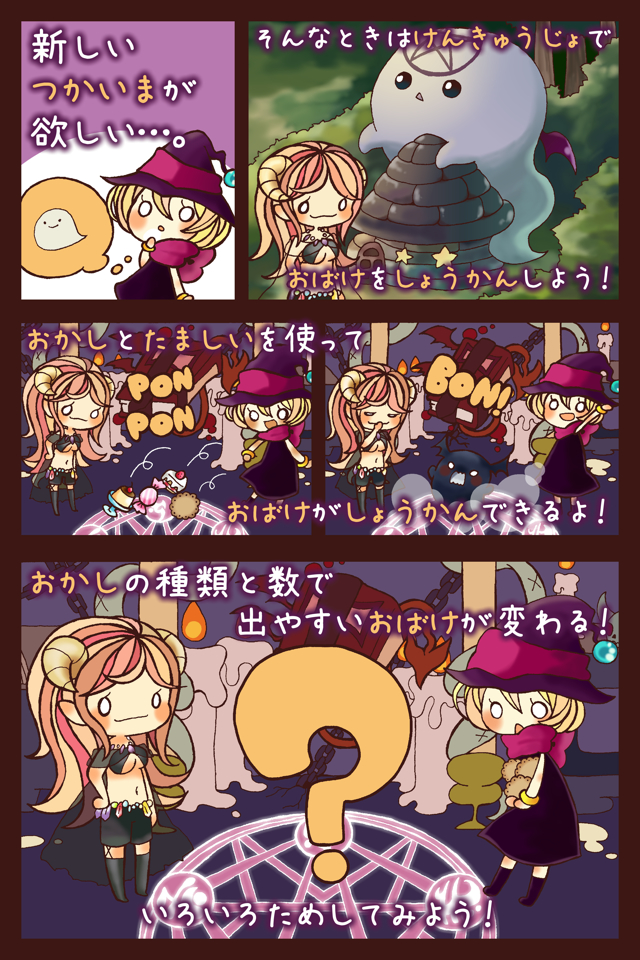 新しい
つかいまが
欲しい…。
そんなときはけんきゅうじょで
おばけをしょうかんしよう！
おかしとたましいを使って
PON
PON
BON!
おばけがしょうかんできるよ！
おかしの種類と数で
出やすいおばけが変わる！
?
いろいろためしてみよう！